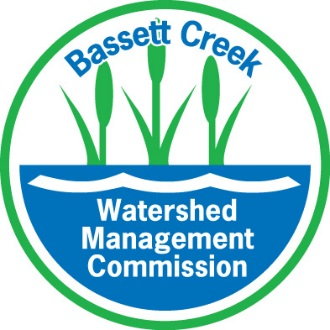 Bassett Creek
Watershed
Management
Commission